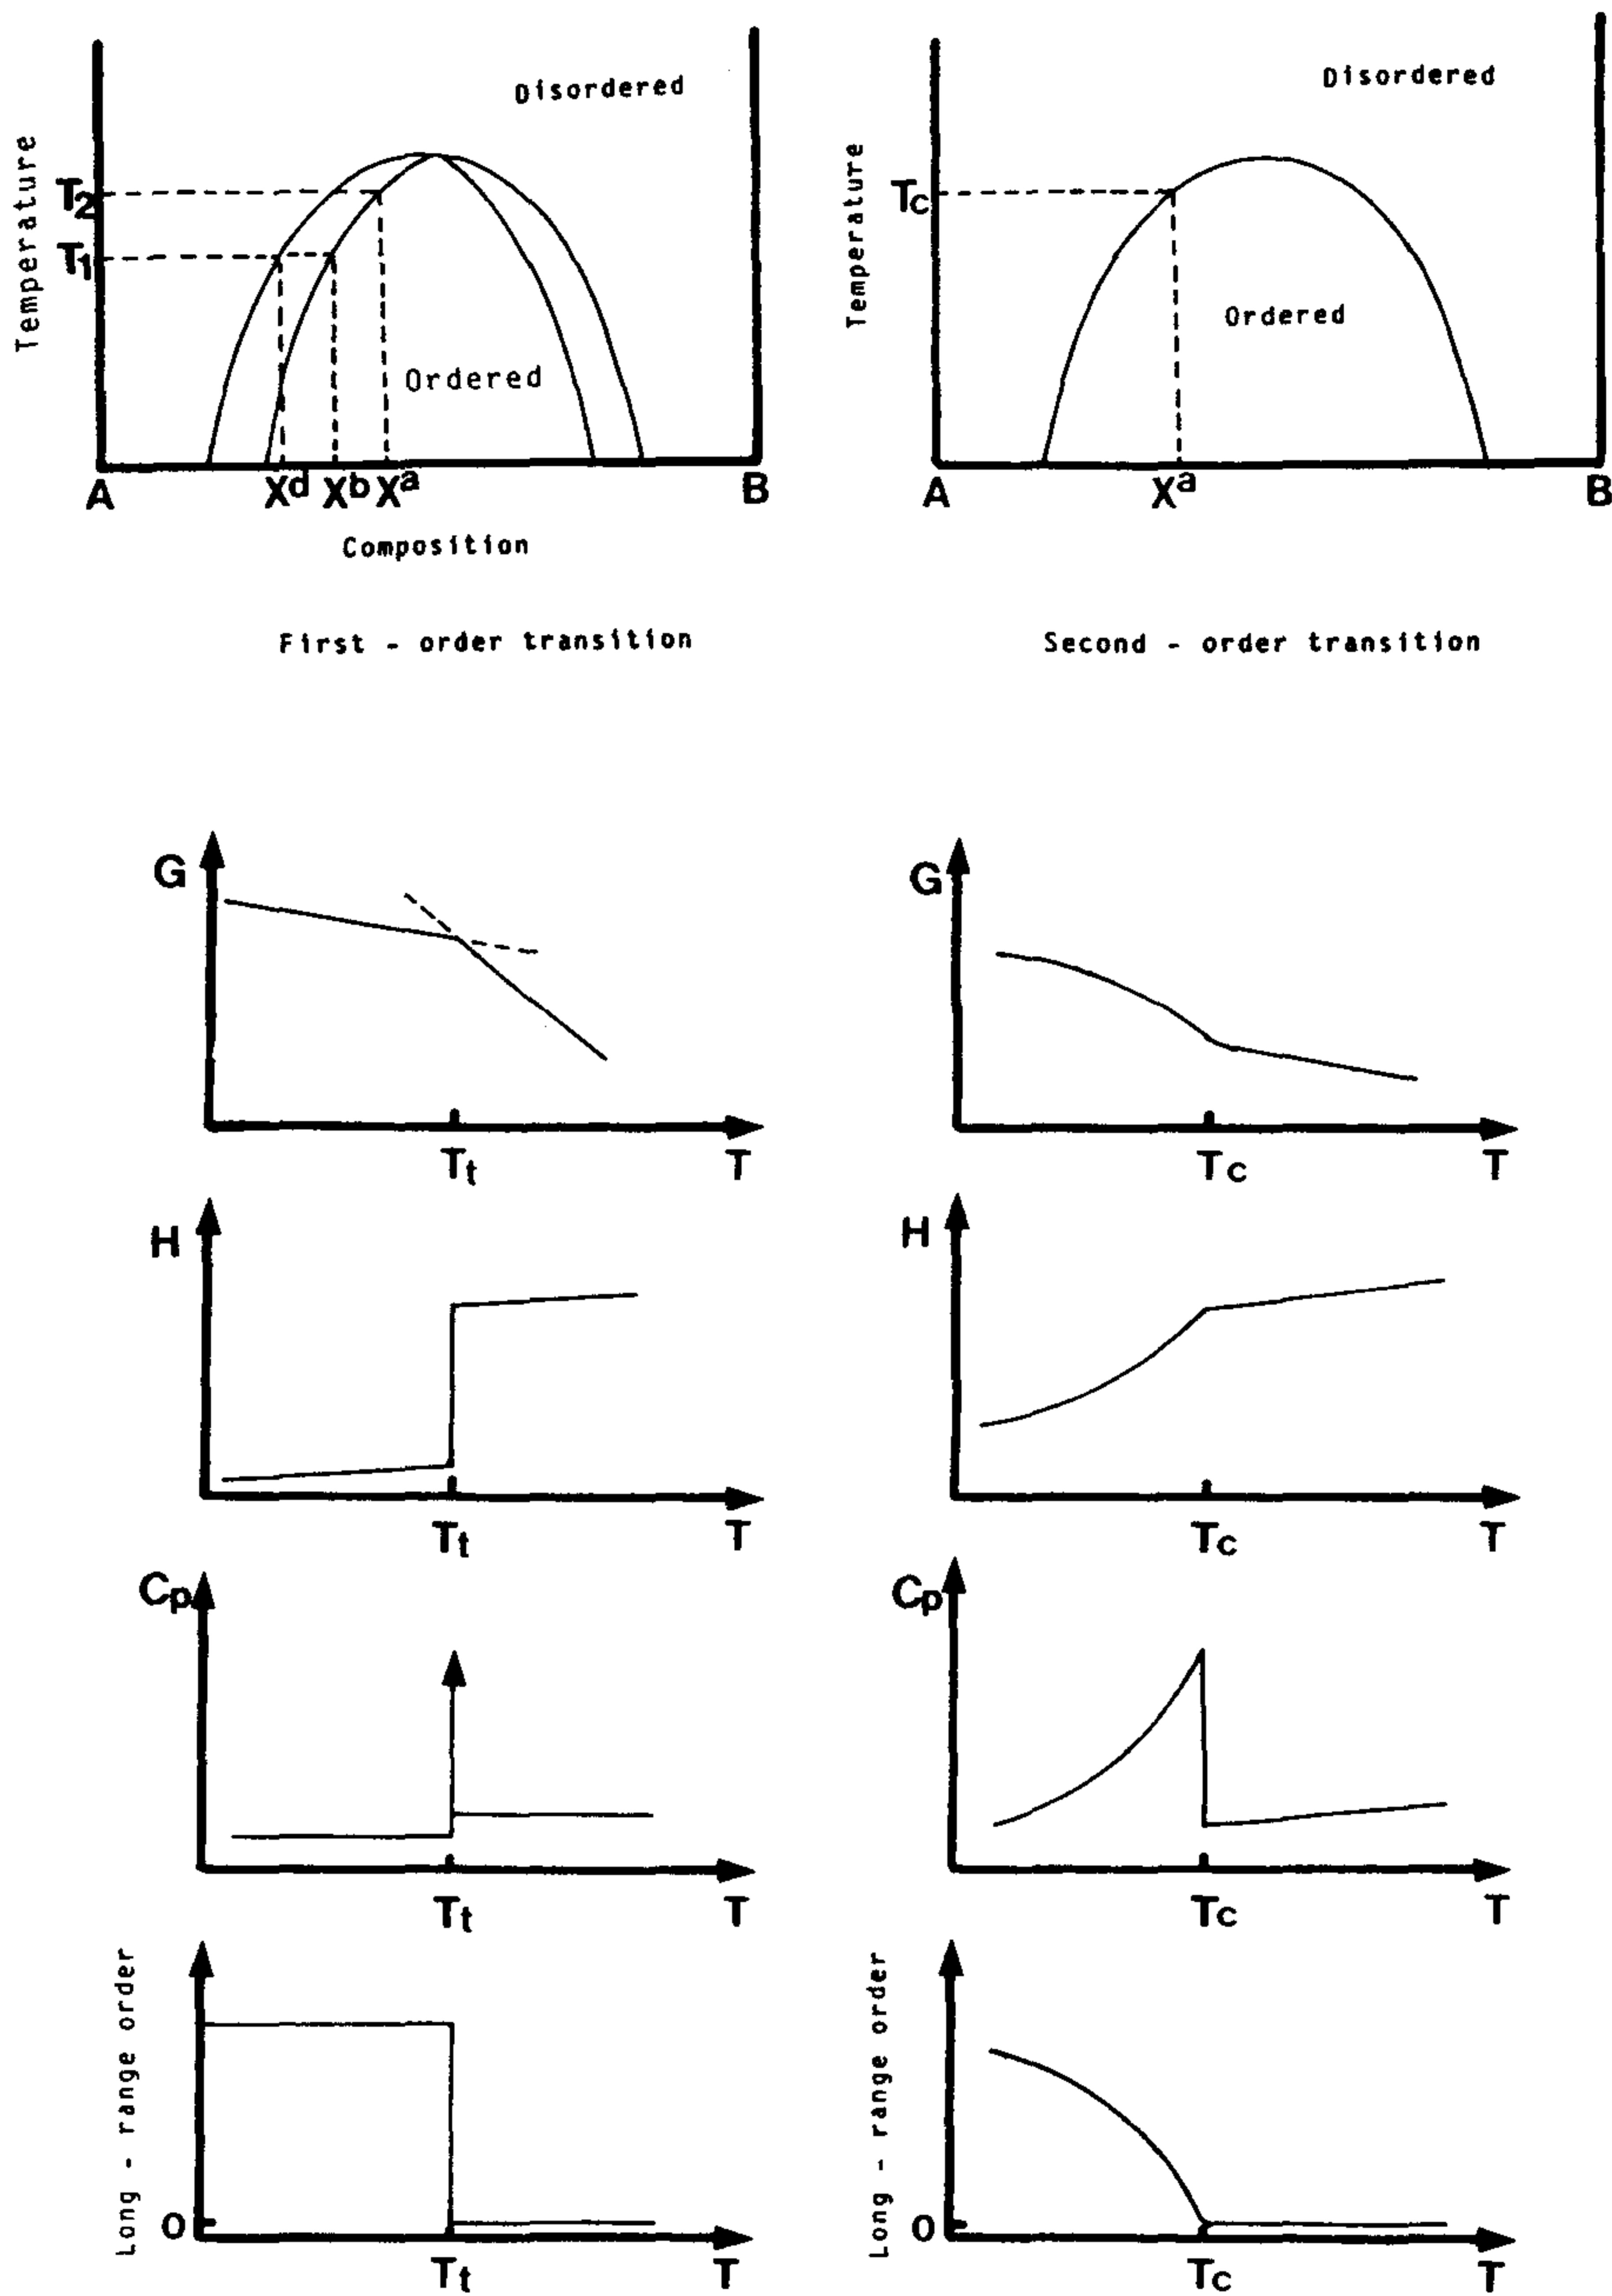 Disordered
Temperature
T2
T1
Ordered
A
Xd
Xb
Xa
B
Composition
First - order transition
Disordered
Temperature
Tc
Ordered
A
Xa
B
Second - order transition
G
Tt
T
G
Tc
T
H
Tt
T
H
Tc
T
Cp
Tt
T
Cp
Tc
T
Long - range order
0
Tt
T
Long - range order
0
Tc
T